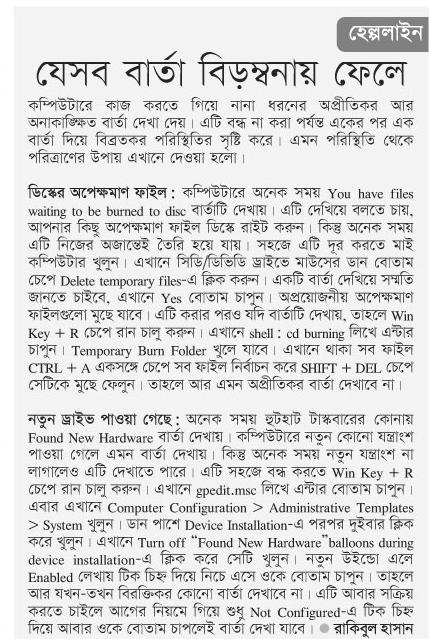 হেল্পলাইন
যেসব বার্তা বিড়ম্বনায় ফেলে
কম্পিউটারে কাজ করতে গিয়ে নানা ধরনের অপ্রীতিকর আর
অনাকাঙ্ক্ষিত বার্তা দেখা দেয়। এটি বন্ধ না করা পর্যন্ত একের পর এক
বার্তা দিয়ে বিব্রতকর পরিস্থিতির সৃষ্টি করে। এমন পরিস্থিতি থেকে
পরিত্রাণের উপায় এখানে দেওয়া হলো।
ডিস্কের অপেক্ষমাণ ফাইল : কম্পিউটারে অনেক সময় You have files
waiting to be burned to disc বার্তাটি দেখায়। এটি দেখিয়ে বলতে চায়,
আপনার কিছু অপেক্ষমাণ ফাইল ডিস্কে রাইট করুন। কিন্তু অনেক সময়
এটি নিজের অজান্তেই তৈরি হয়ে যায়। সহজে এটি দূর করতে মাই
কম্পিউটার খুলুন। এখানে সিডি/ডিভিডি ড্রাইভে মাউসের ডান বোতাম
চেপে Delete temporary files-এ ক্লিক করুন। একটি বার্তা দেখিয়ে সম্মতি
জানতে চাইবে, এখানে Yes বোতাম চাপুন। অপ্রয়োজনীয় অপেক্ষমাণ
ফাইলগুলো মুছে যাবে। এটি করার পরও যদি বার্তাটি দেখায়, তাহলে Win
Key + R চেপে রান চালু করুন। এখানে shell : cd burning লিখে এন্টার
চাপুন। Temporary Burn Folder খুলে যাবে। এখানে থাকা সব ফাইল
CTRL + A একসঙ্গে চেপে সব ফাইল নির্বাচন করে SHIFT + DEL চেপে
সেটিকে মুছে ফেলুন। তাহলে আর এমন অপ্রীতিকর বার্তা দেখাবে না।
নতুন ড্রাইভ পাওয়া গেছে : অনেক সময় হুটহাট টাস্কবারের কোনায়
Found New Hardware বার্তা দেখায়। কম্পিউটারে নতুন কোনো যন্ত্রাংশ
পাওয়া গেলে এমন বার্তা দেখায়। কিন্তু অনেক সময় নতুন যন্ত্রাংশ না
লাগালেও এটি দেখাতে পারে। এটি সহজে বন্ধ করতে Win Key + R
চেপে রান চালু করুন। এখানে gpedit.msc লিখে এন্টার বোতাম চাপুন।
এবার এখানে Computer Configuration > Administrative Templates
> System খুলুন। ডান পাশে Device Installation-এ পরপর দুইবার ক্লিক
করে খুলুন। এখানে Turn off “Found New Hardware”balloons during
device installation-এ ক্লিক করে সেটি খুলুন। নতুন উইন্ডো এলে
Enabled লেখায় টিক চিহ্ন দিয়ে নিচে এসে ওকে বোতাম চাপুন। তাহলে
আর যখন-তখন বিরক্তিকর কোনো বার্তা দেখাবে না। এটি আবার সক্রিয়
করতে চাইলে আগের নিয়মে গিয়ে শুধু Not Configured-এ টিক চিহ্ন
দিয়ে আবার ওকে বোতাম চাপলেই বার্তা দেখা যাবে। ● রাকিবুল হাসান